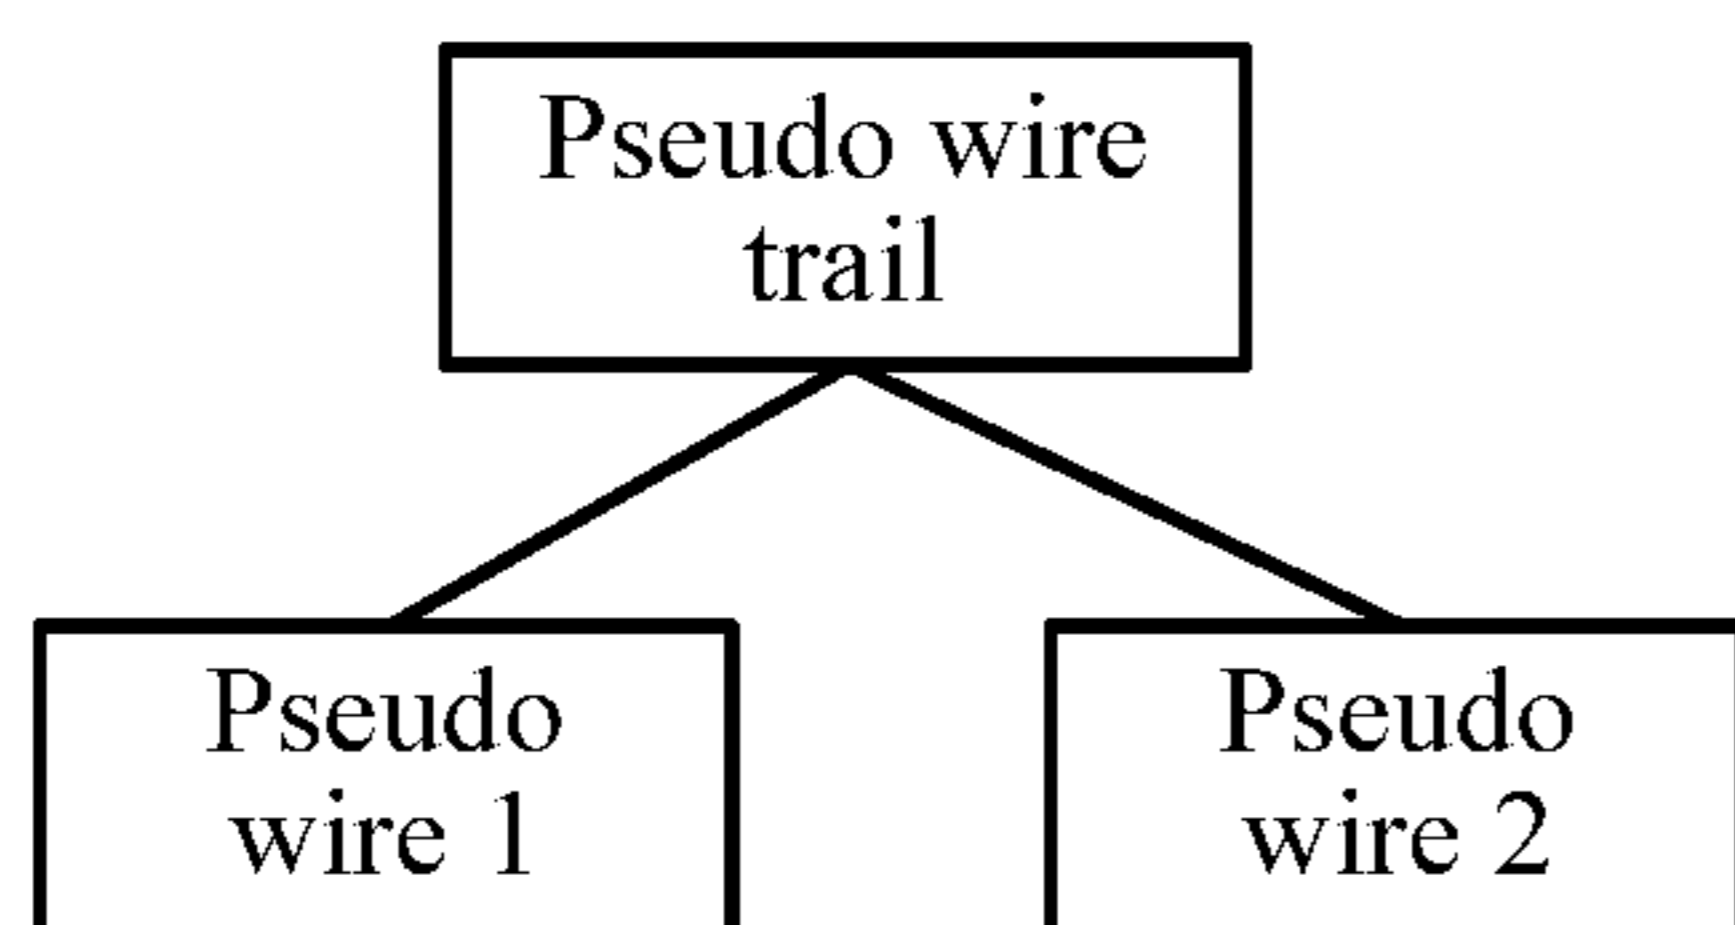 Pseudo wire
trail
Pseudo
wire 1
Pseudo
wire 2